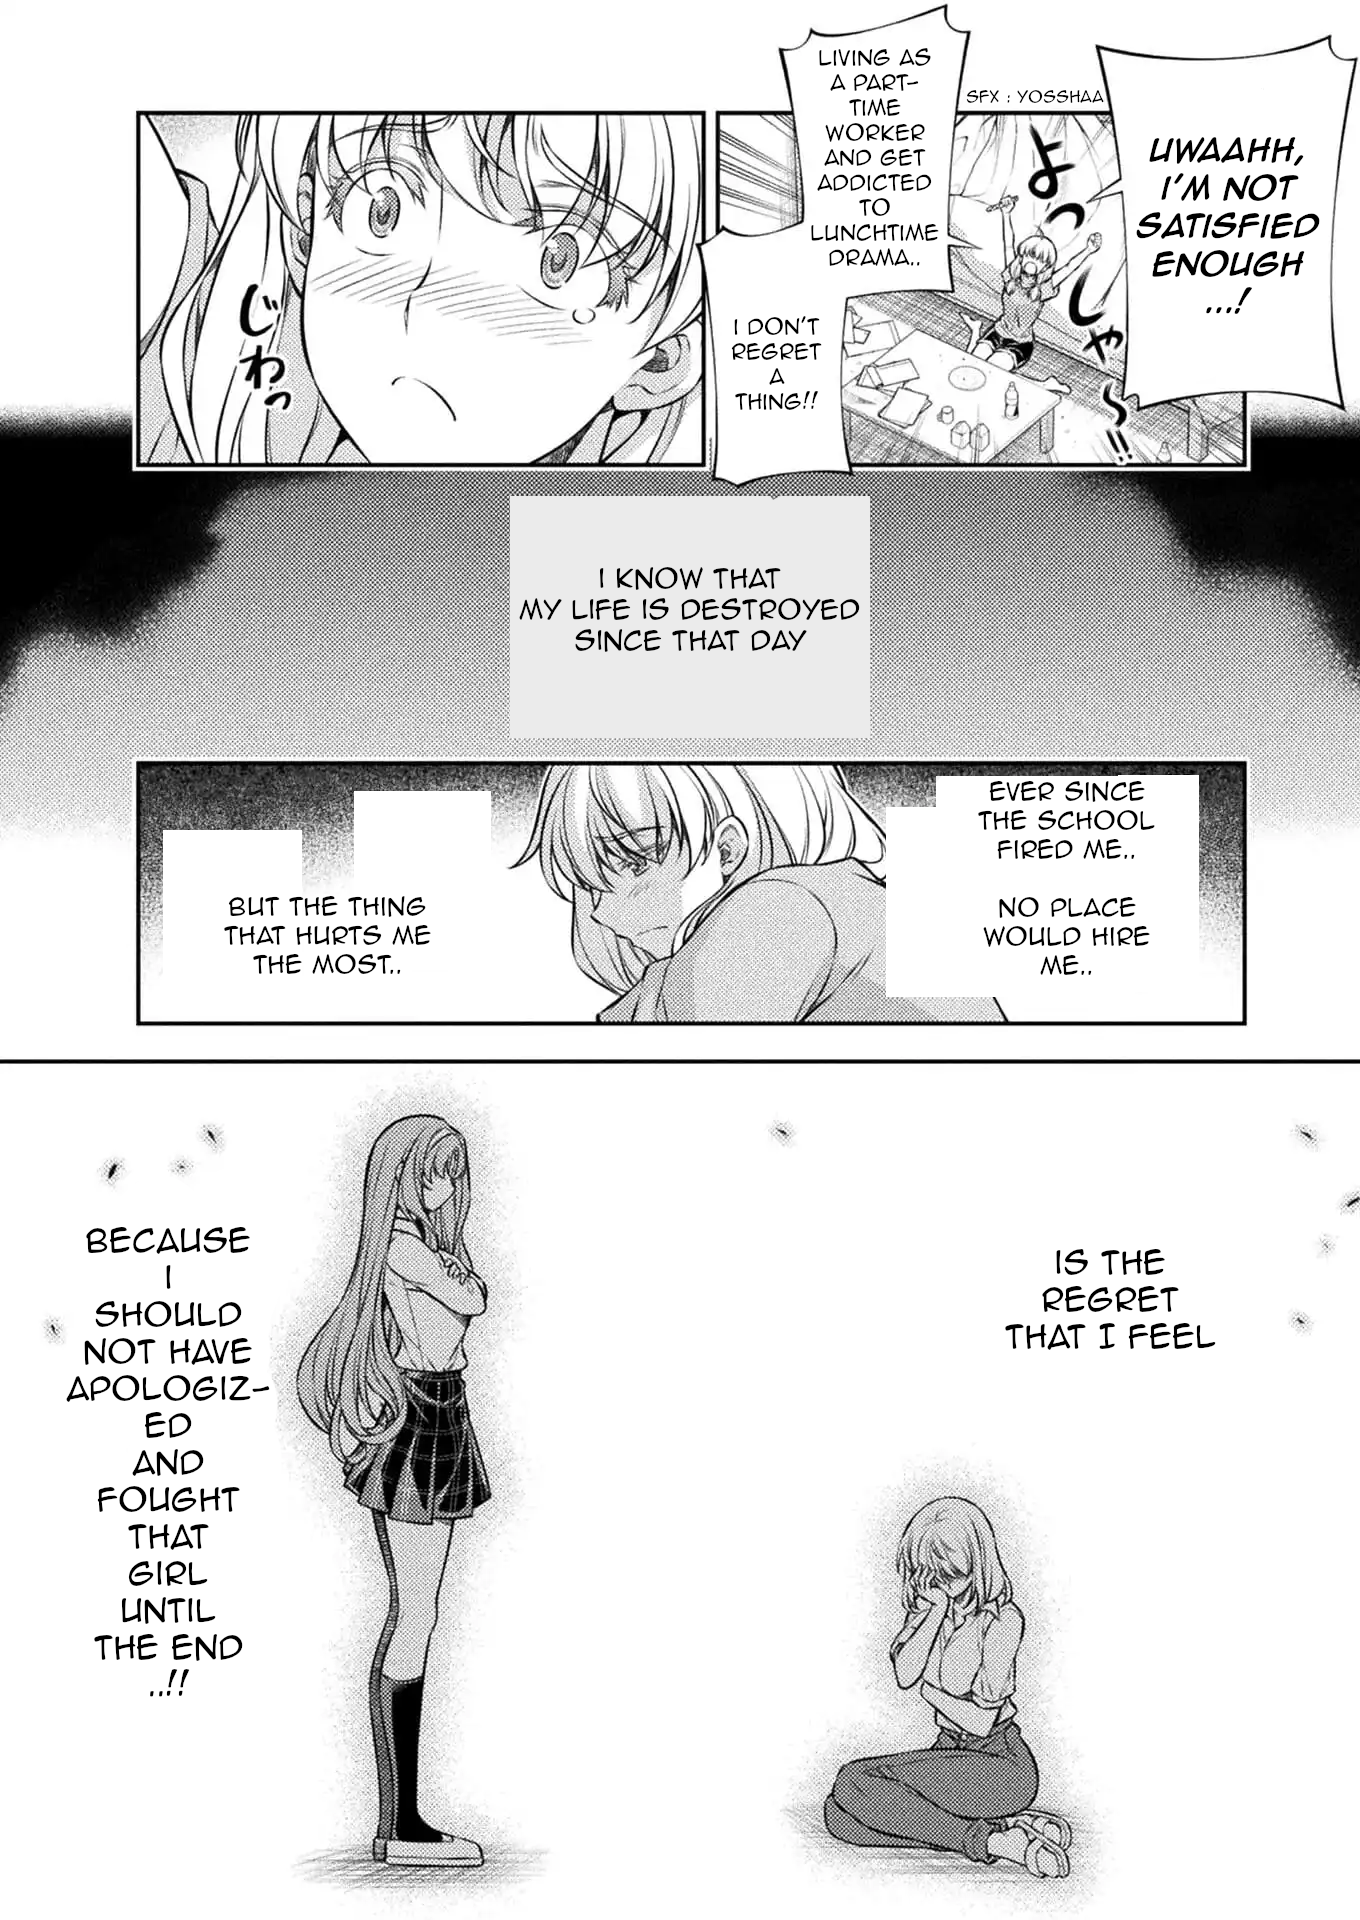 UWAAHH,
I'M NOT
SATISFIED
ENOUGH
...!
SFX : YOSSHAA
よっしゃ~!!
LIVING AS
A PART-
TIME
WORKER
AND GET
ADDICTED
TO
LUNCHTIME
DRAMA..
I DON'T
REGRET
A
THING!!
じわっ
I KNOW THAT
MY LIFE IS DESTROYED
SINCE THAT DAY
EVER SINCE
THE SCHOOL
FIRED ME..
NO PLACE
WOULD HIRE
ME..
BUT THE THING
THAT HURTS ME
THE MOST..
IS THE
REGRET
THAT I FEEL
BECAUSE
I
SHOULD
NOT HAVE
APOLOGIZ-
ED
AND
FOUGHT
THAT
GIRL
UNTIL
THE END
..!!